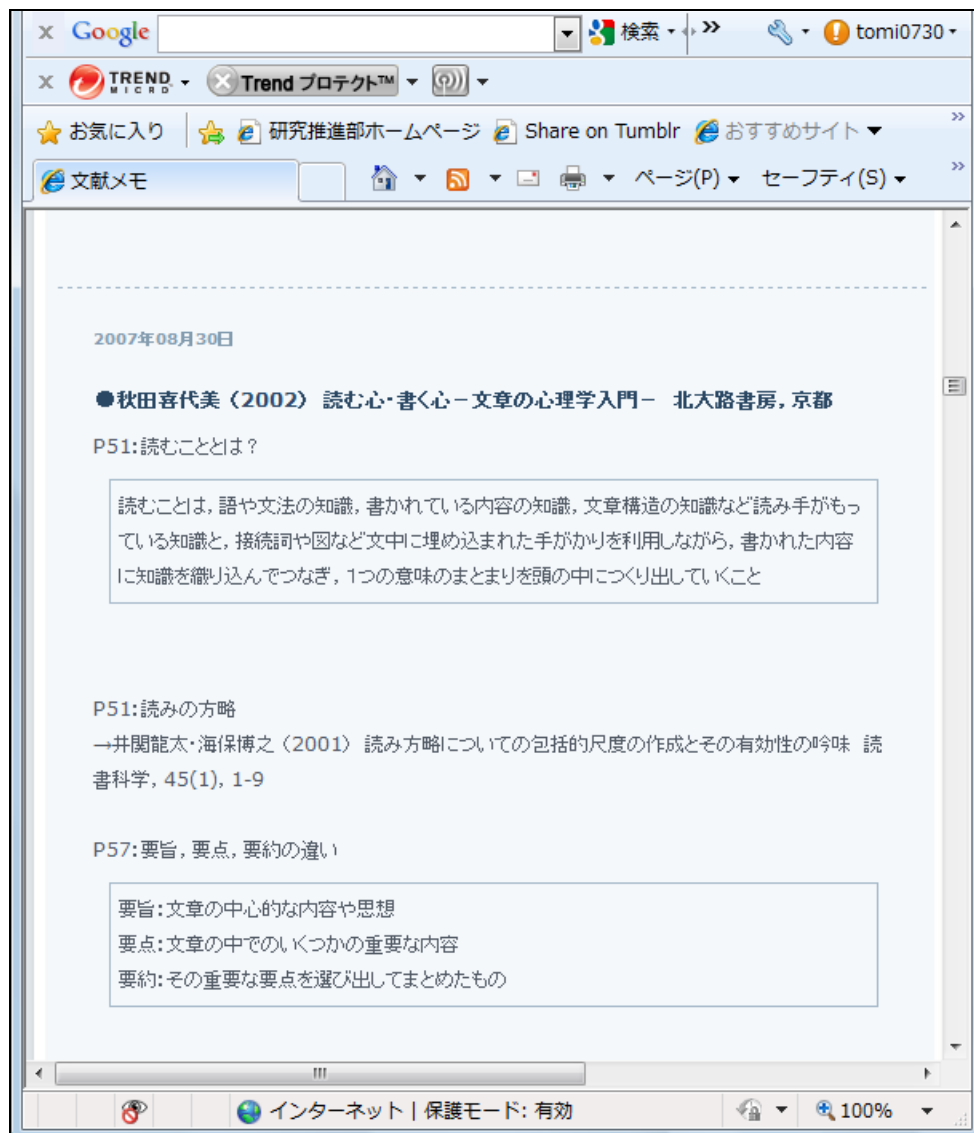 x Google 検索 » tomi0730
x TREND MICRO Trend プロテクト™
お気に入り 研究推進部ホームページ Share on Tumblr おすすめサイト »
文献メモ ページ(P) セーフティ(S) »
2007年08月30日
●秋田喜代美（2002） 読む心・書く心－文章の心理学入門－ 北大路書房，京都
P51：読むこととは？
読むことは，語や文法の知識，書かれている内容の知識，文章構造の知識など読み手がもっ
ている知識と，接続詞や図など文中に埋め込まれた手がかりを利用しながら，書かれた内容
に知識を織り込んでつなぎ，1つの意味のまとまりを頭の中につくり出していくこと
P51：読みの方略
→井関龍太・海保博之（2001） 読み方略についての包括的尺度の作成とその有効性の吟味 読
書科学，45(1)，1-9
P57：要旨，要点，要約の違い
要旨：文章の中心的な内容や思想
要点：文章の中でのいくつかの重要な内容
要約：その重要な要点を選び出してまとめたもの
インターネット | 保護モード: 有効 100%